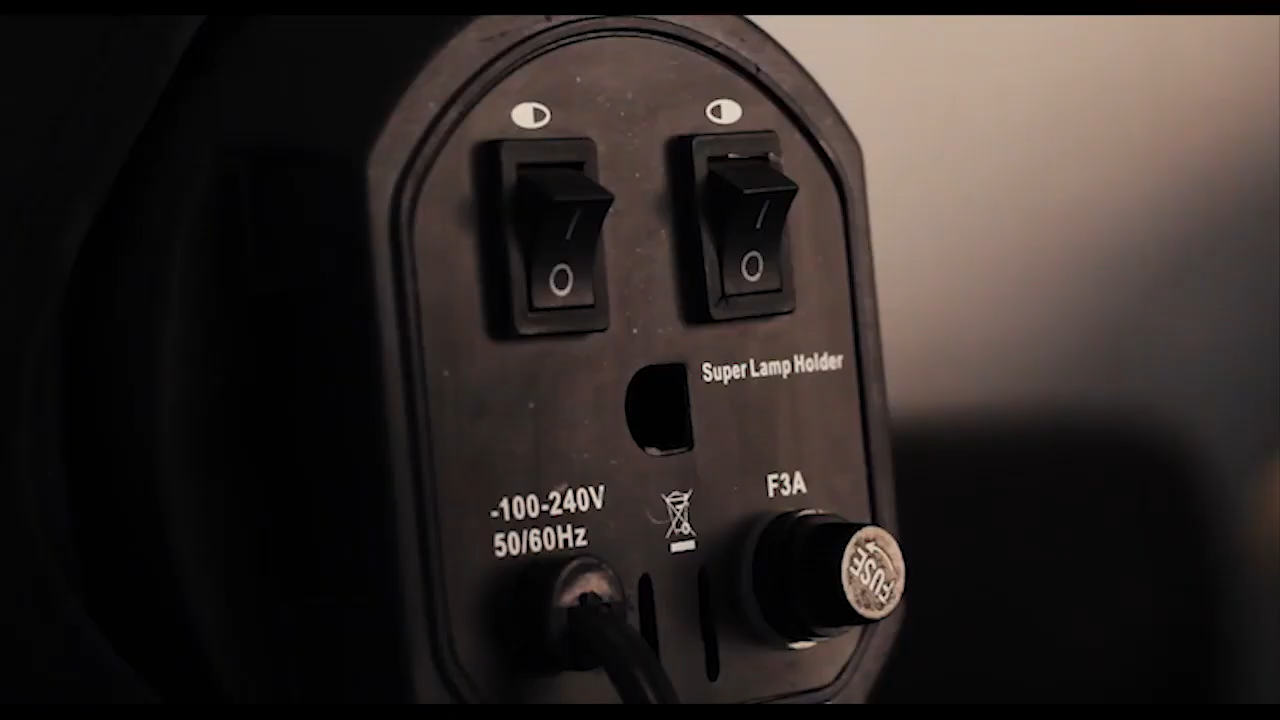 I
O
I
O
Super Lamp Holder
-100-240V
50/60Hz
F3A
FUSE